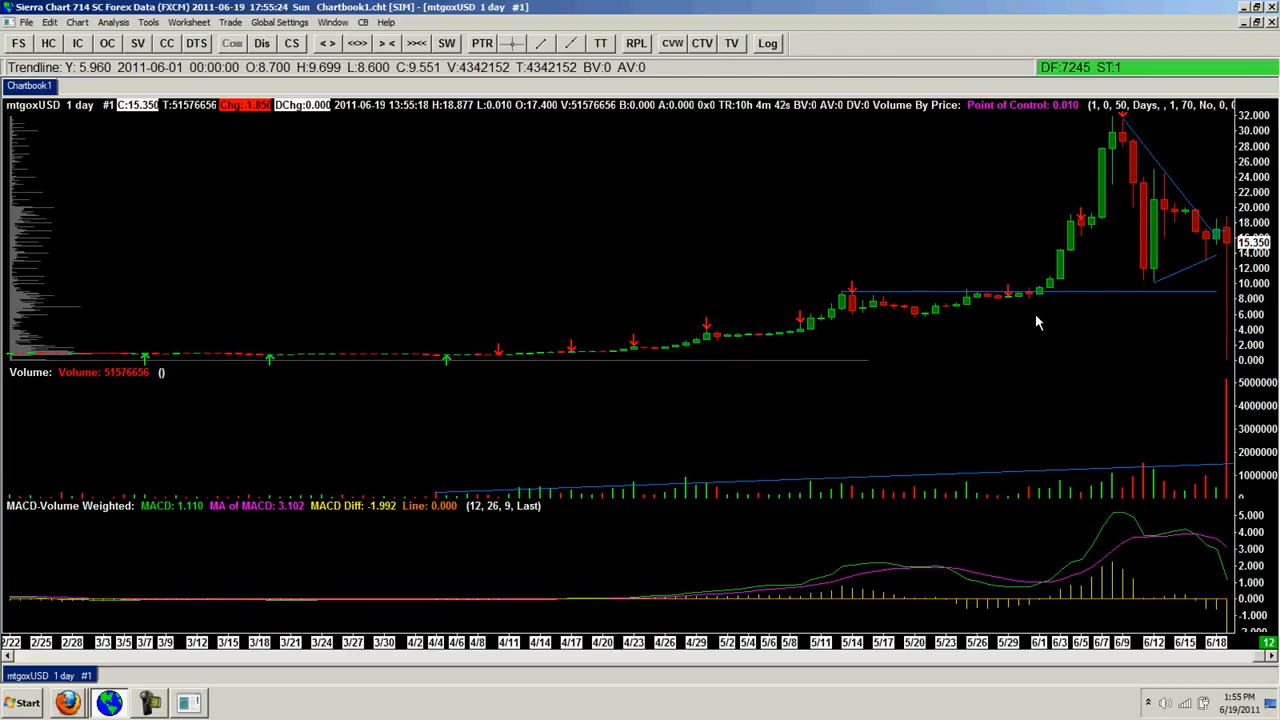 Sierra Chart 714 SC Forex Data (FXCM) 2011-06-19 17:55:24 Sun Chartbook1.cht [SIM] - [mtgoxUSD 1 day #1]
File Edit Chart Analysis Tools Worksheet Trade Global Settings Window CB Help
FS HC IC OC SV CC DTS Com Dis CS < > <<>> > < >><< SW PTR TT RPL CVW CTV TV Log
Trendline: Y: 5.960 2011-06-01 00:00:00 O:8.700 H:9.699 L:8.600 C:9.551 V:4342152 T:4342152 BV:0 AV:0 DF:7245 ST:1
Chartbook1
mtgoxUSD 1 day #1 C:15.350 T:51576656 Chg:-1.850 DChg:0.000 2011-06-19 13:55:18 H:18.877 L:0.010 O:17.400 V:51576656 B:0.000 A:0.000 0x0 TR:10h 4m 42s BV:0 AV:0 DV:0 Volume By Price: Point of Control: 0.010 (1, 0, 50, Days, , 1, 70, No, 0, 0
32.000
30.000
28.000
26.000
24.000
22.000
20.000
18.000
15.350
14.000
12.000
10.000
8.000
6.000
4.000
2.000
0.000
Volume: Volume: 51576656 ()
5000000
4000000
3000000
2000000
1000000
0
MACD-Volume Weighted: MACD: 1.110 MA of MACD: 3.102 MACD Diff: -1.992 Line: 0.000 (12, 26, 9, Last)
5.000
4.000
3.000
2.000
1.000
0.000
-1.000
2/22 2/25 2/28 3/3 3/5 3/7 3/9 3/12 3/15 3/18 3/21 3/24 3/27 3/30 4/2 4/4 4/6 4/8 4/11 4/14 4/17 4/20 4/23 4/26 4/29 5/2 5/4 5/6 5/8 5/11 5/14 5/17 5/20 5/23 5/26 5/29 6/1 6/3 6/5 6/7 6/9 6/12 6/15 6/18 12
mtgoxUSD 1 day #1
Start
1:55 PM
6/19/2011